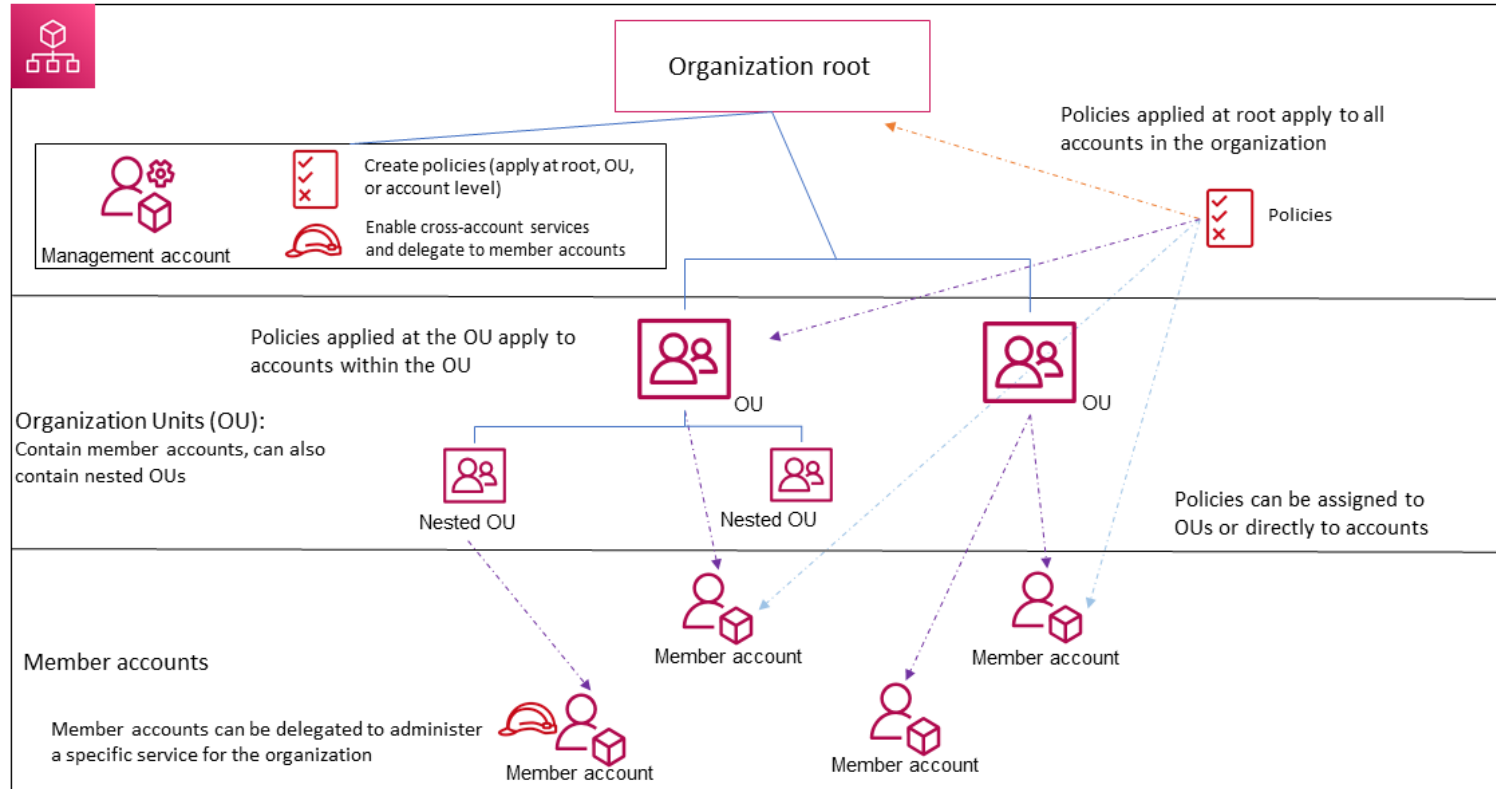 Organization root
Policies applied at root apply to all
accounts in the organization
Create policies (apply at root, OU,
or account level)
Enable cross-account services
and delegate to member accounts
Management account
Policies
Policies applied at the OU apply to
accounts within the OU
OU
OU
Organization Units (OU):
Contain member accounts, can also
contain nested OUs
Nested OU
Nested OU
Policies can be assigned to
OUs or directly to accounts
Member account
Member account
Member accounts
Member accounts can be delegated to administer
a specific service for the organization
Member account
Member account